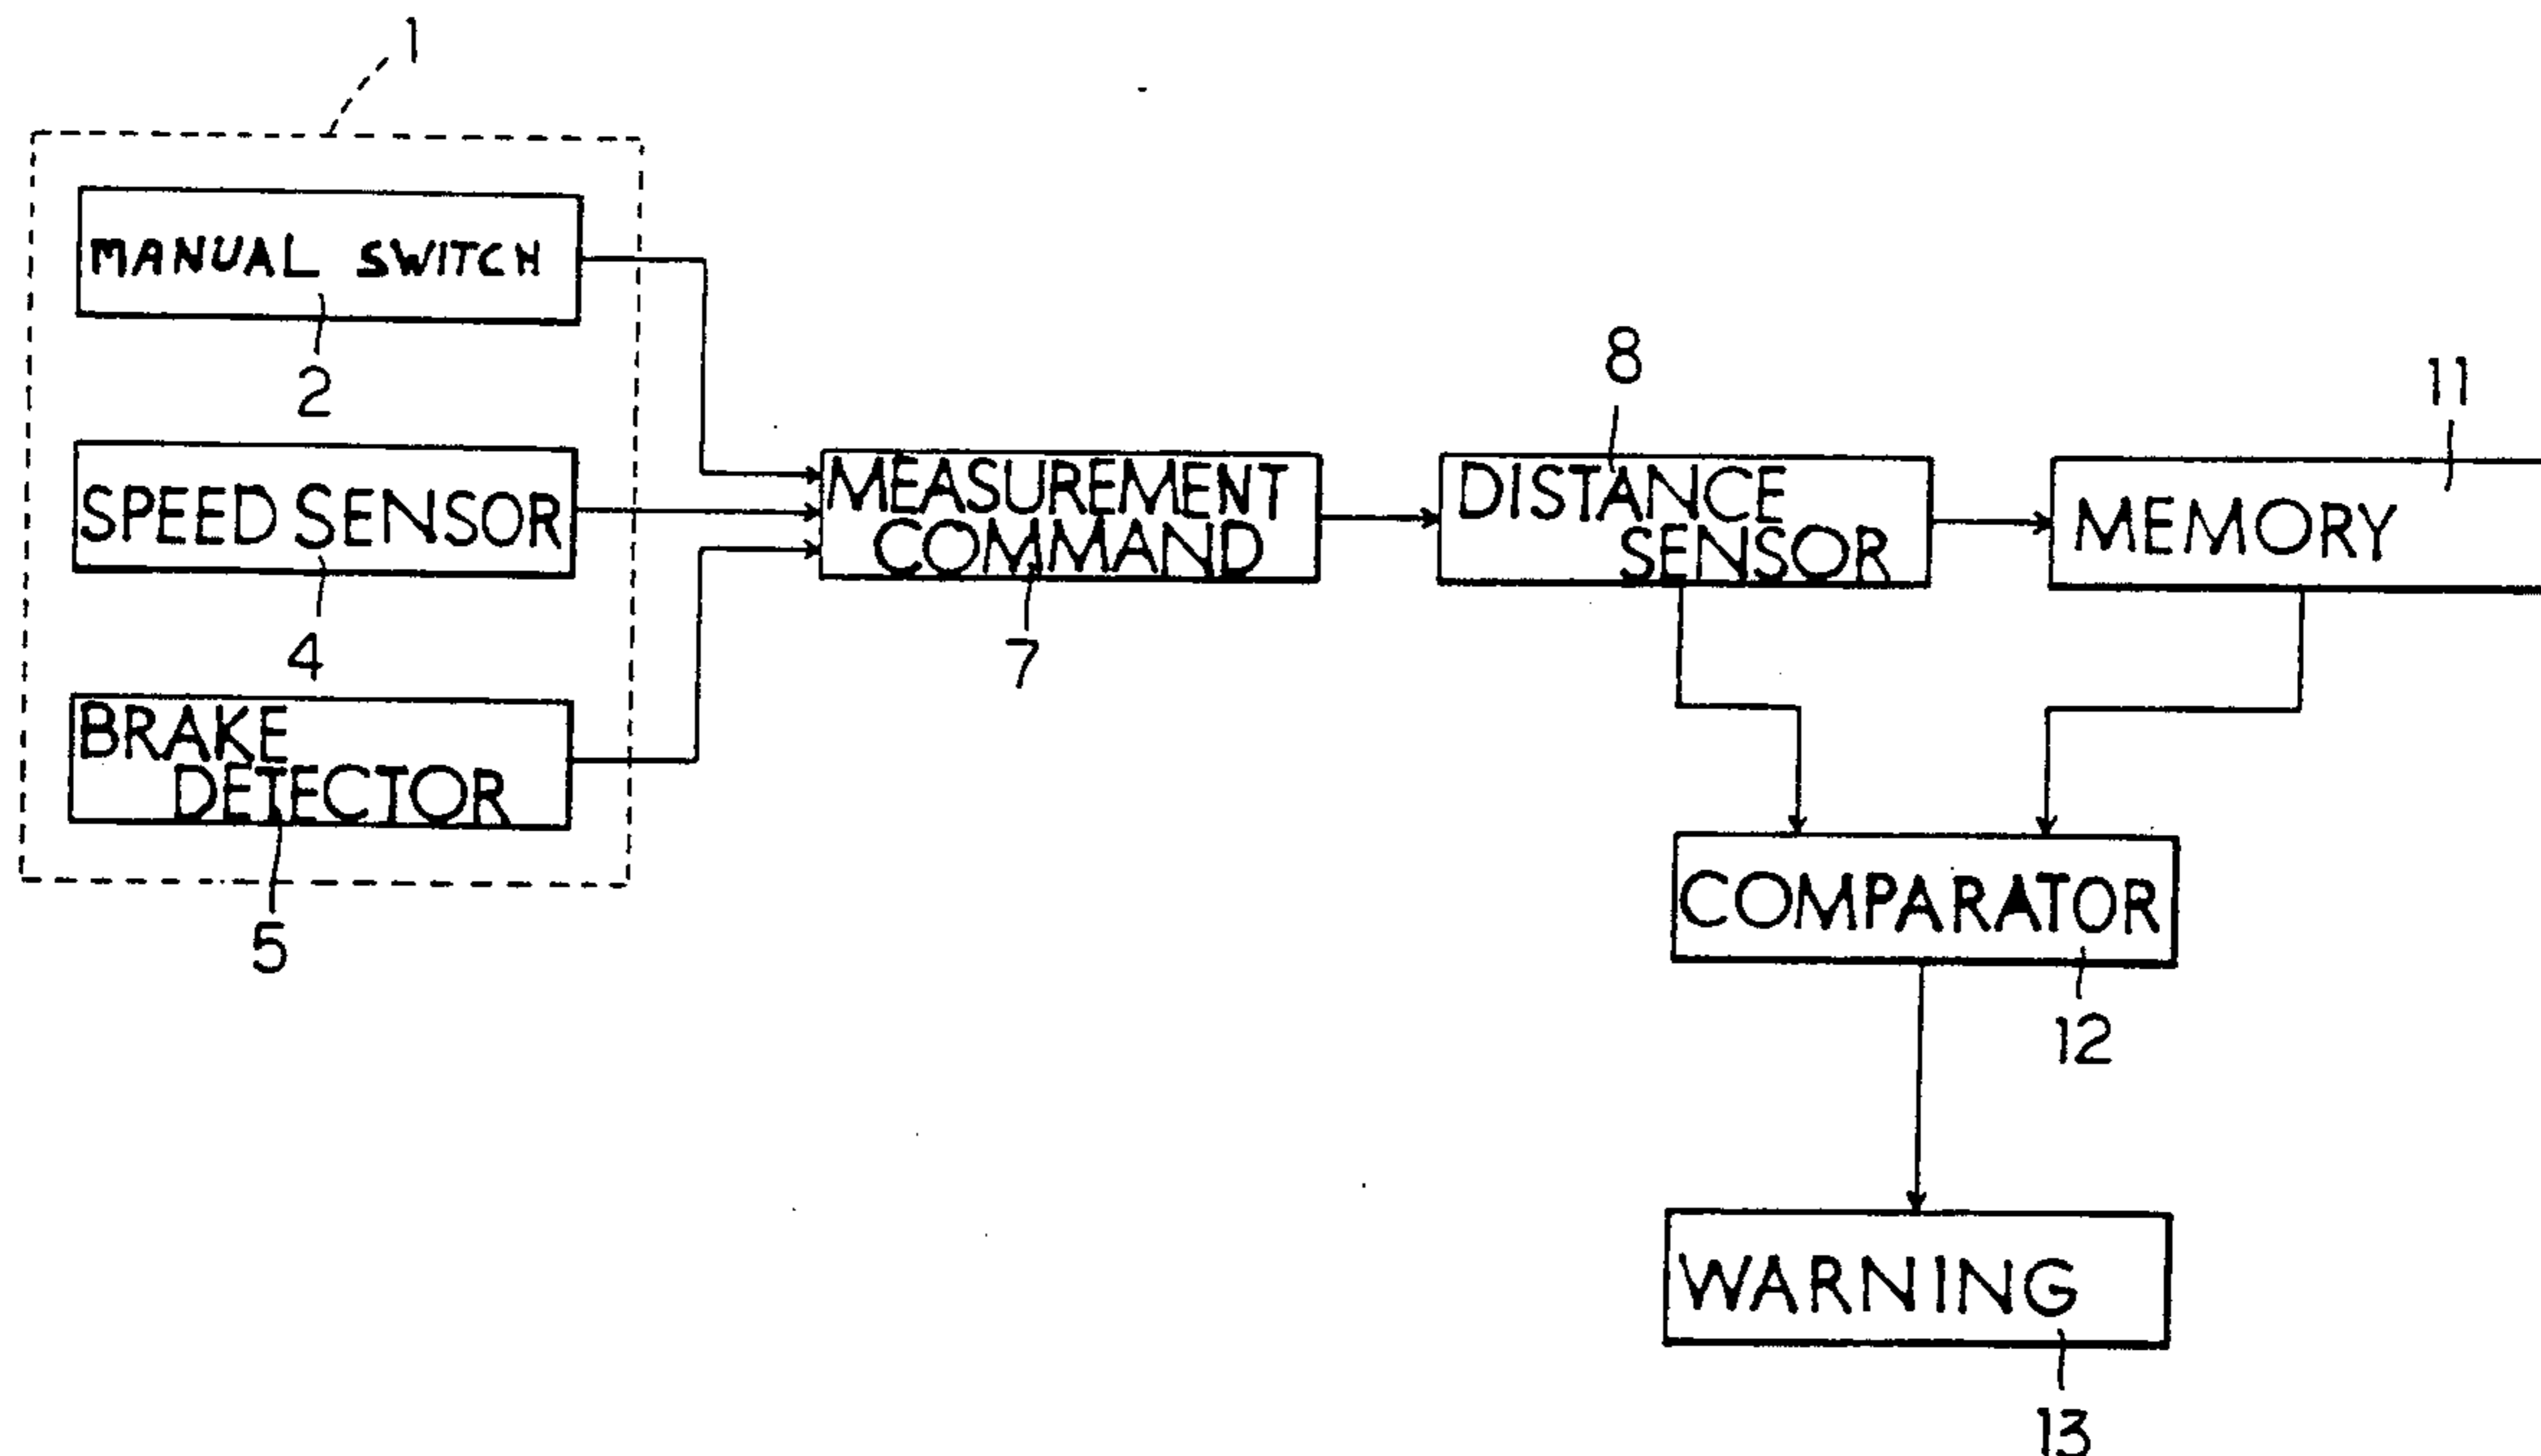 1
MANUAL SWITCH
2
SPEED SENSOR
4
BRAKE
DETECTOR
5
MEASUREMENT
COMMAND
7
8
DISTANCE
SENSOR
11
MEMORY
COMPARATOR
12
WARNING
13